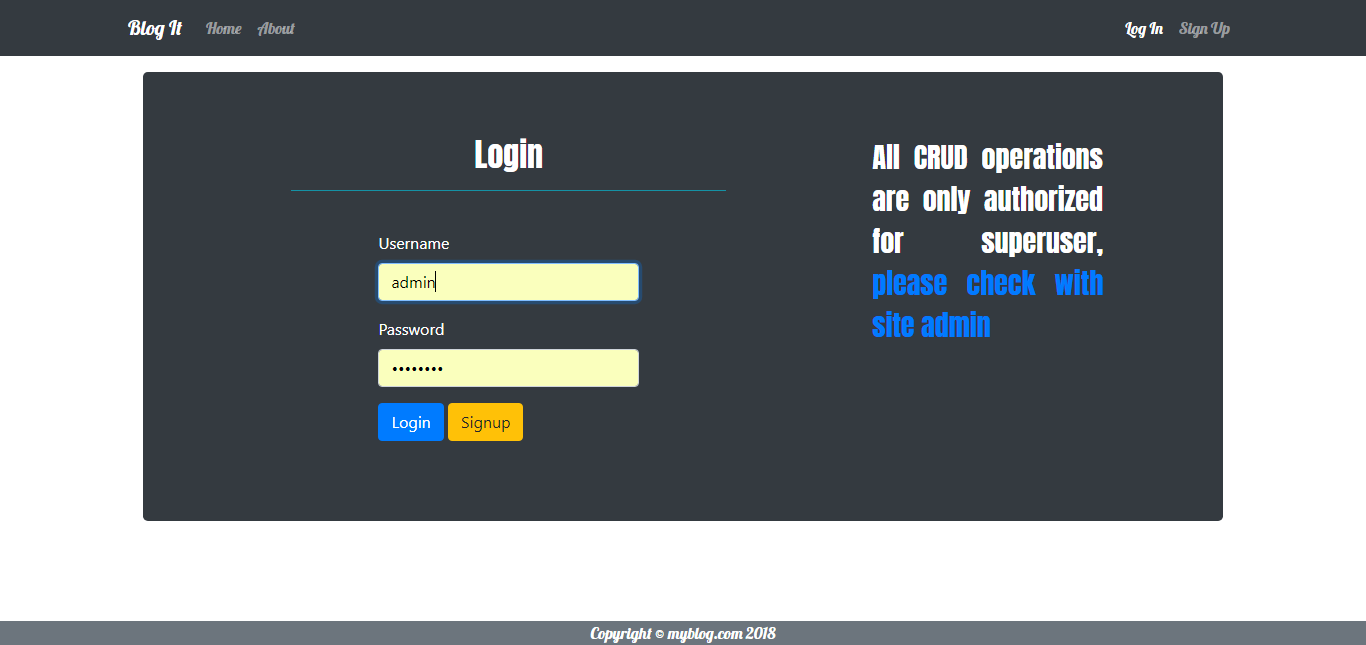 Blog It Home About Log In Sign Up
Login
Username
admin
Password
••••••••
Login Signup
All CRUD operations
are only authorized
for superuser,
please check with
site admin
Copyright © myblog.com 2018